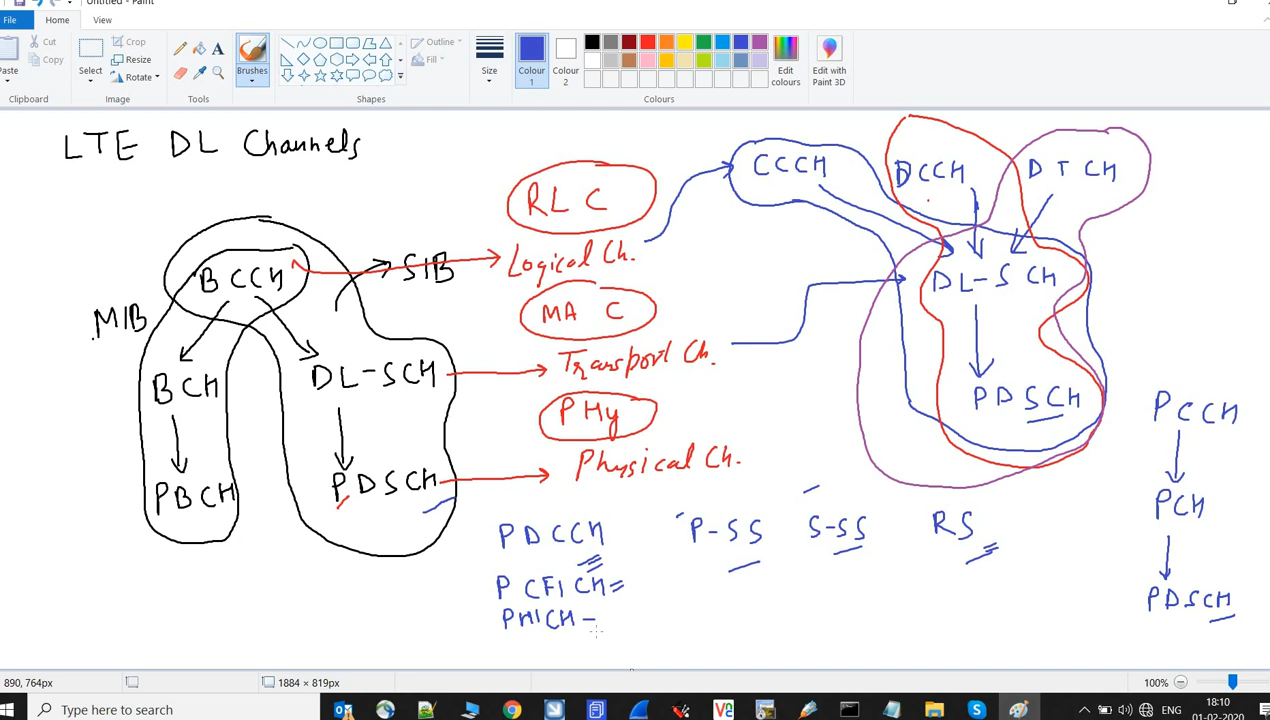 Untitled - Paint
File
Home
View
Paste
Cut
Copy
Clipboard
Select
Crop
Resize
Rotate
Image
A
Tools
Brushes
Outline
Fill
Shapes
Size
Colour 1
Colour 2
Edit colours
Edit with Paint 3D
Colours
LTE DL Channels
BCCH
MIB
SIB
BCH
DL-SCH
PBCH
PDSCH
RLC
Logical Ch.
MAC
Transport Ch.
PHy
Physical Ch.
CCCH
DCCH
DTCH
DL-SCH
PDSCH
PCCH
PCH
PDSCH
PDCCH
P-SS
S-SS
RS
PCFICH
PHICH
890, 764px
1884 × 819px
100%
Type here to search
ENG
18:10
01-02-2020